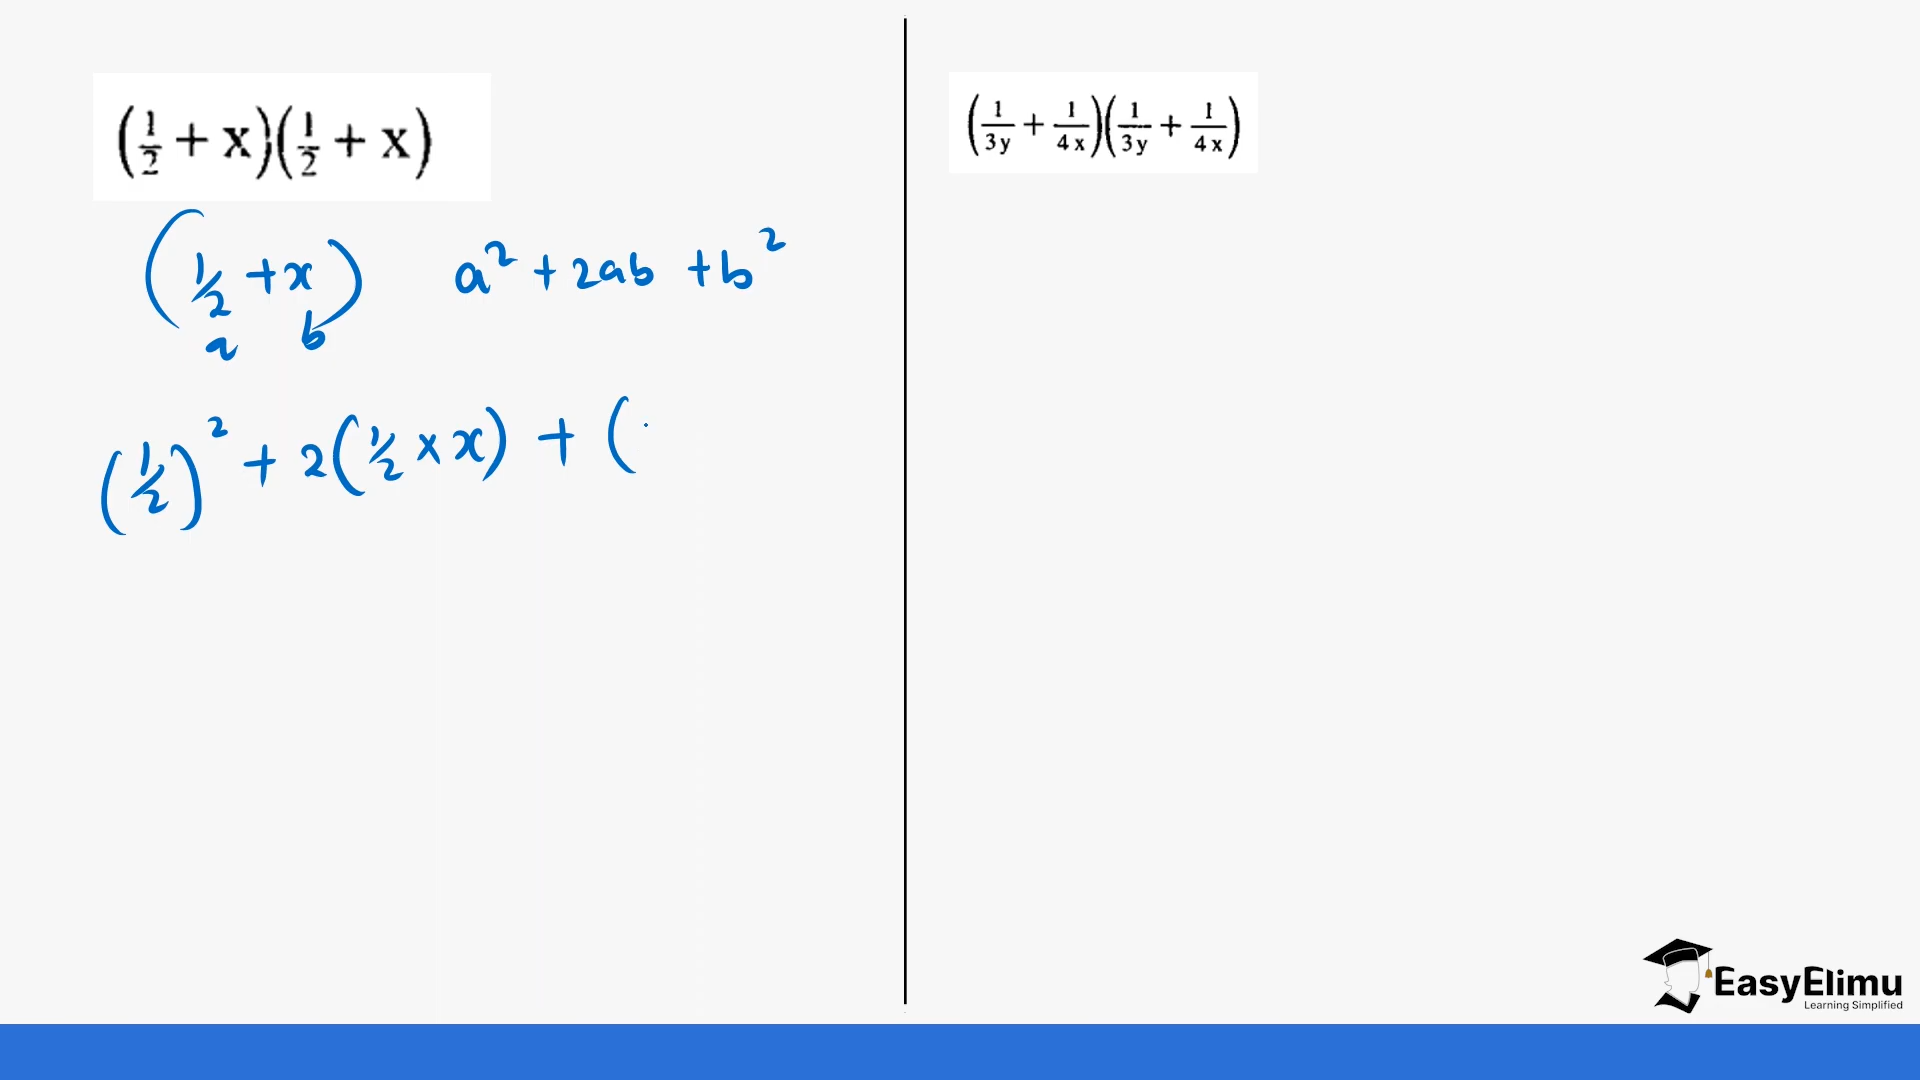 (1/2 + x)(1/2 + x)
(1/2 + x) a² + 2ab + b²
a b
(1/2)² + 2(1/2 × x) + (
(1/3y + 1/4x)(1/3y + 1/4x)
EasyElimu
Learning Simplified